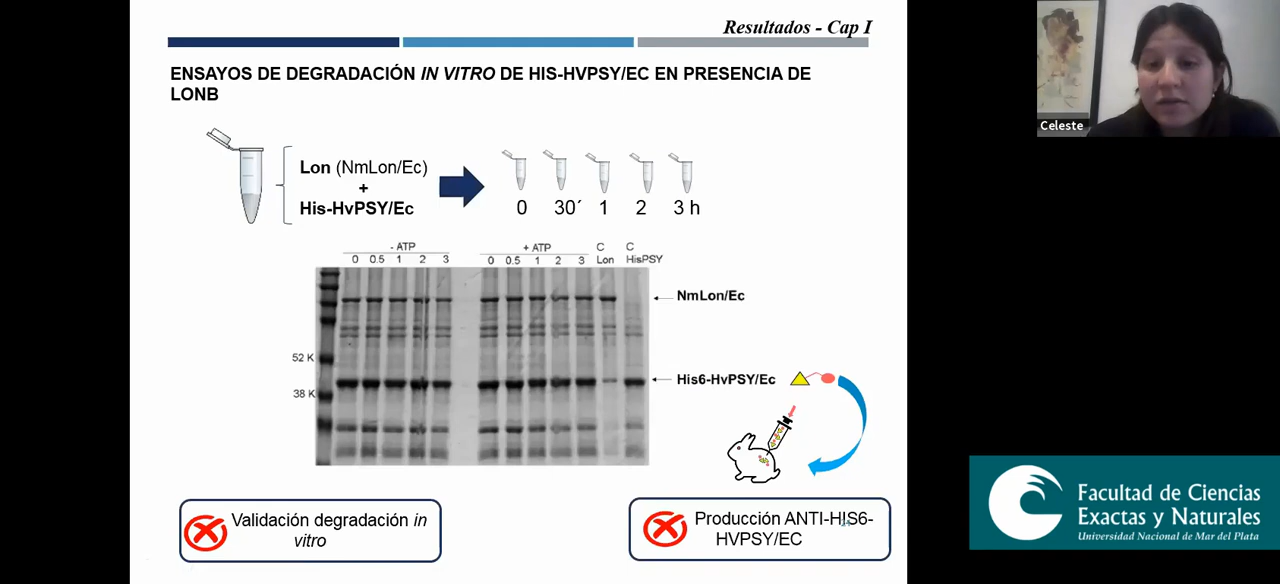 Resultados - Cap I
ENSAYOS DE DEGRADACIÓN IN VITRO DE HIS-HVPSY/EC EN PRESENCIA DE
LONB
Lon (NmLon/Ec)
+
His-HvPSY/Ec
0 30´ 1 2 3 h
- ATP + ATP C C
0 0.5 1 2 3 0 0.5 1 2 3 Lon HisPSY
NmLon/Ec
52 K
His6-HvPSY/Ec
38 K
Validación degradación in
vitro
Producción ANTI-HIS6-
HVPSY/EC
Celeste
Facultad de Ciencias
Exactas y Naturales
Universidad Nacional de Mar del Plata